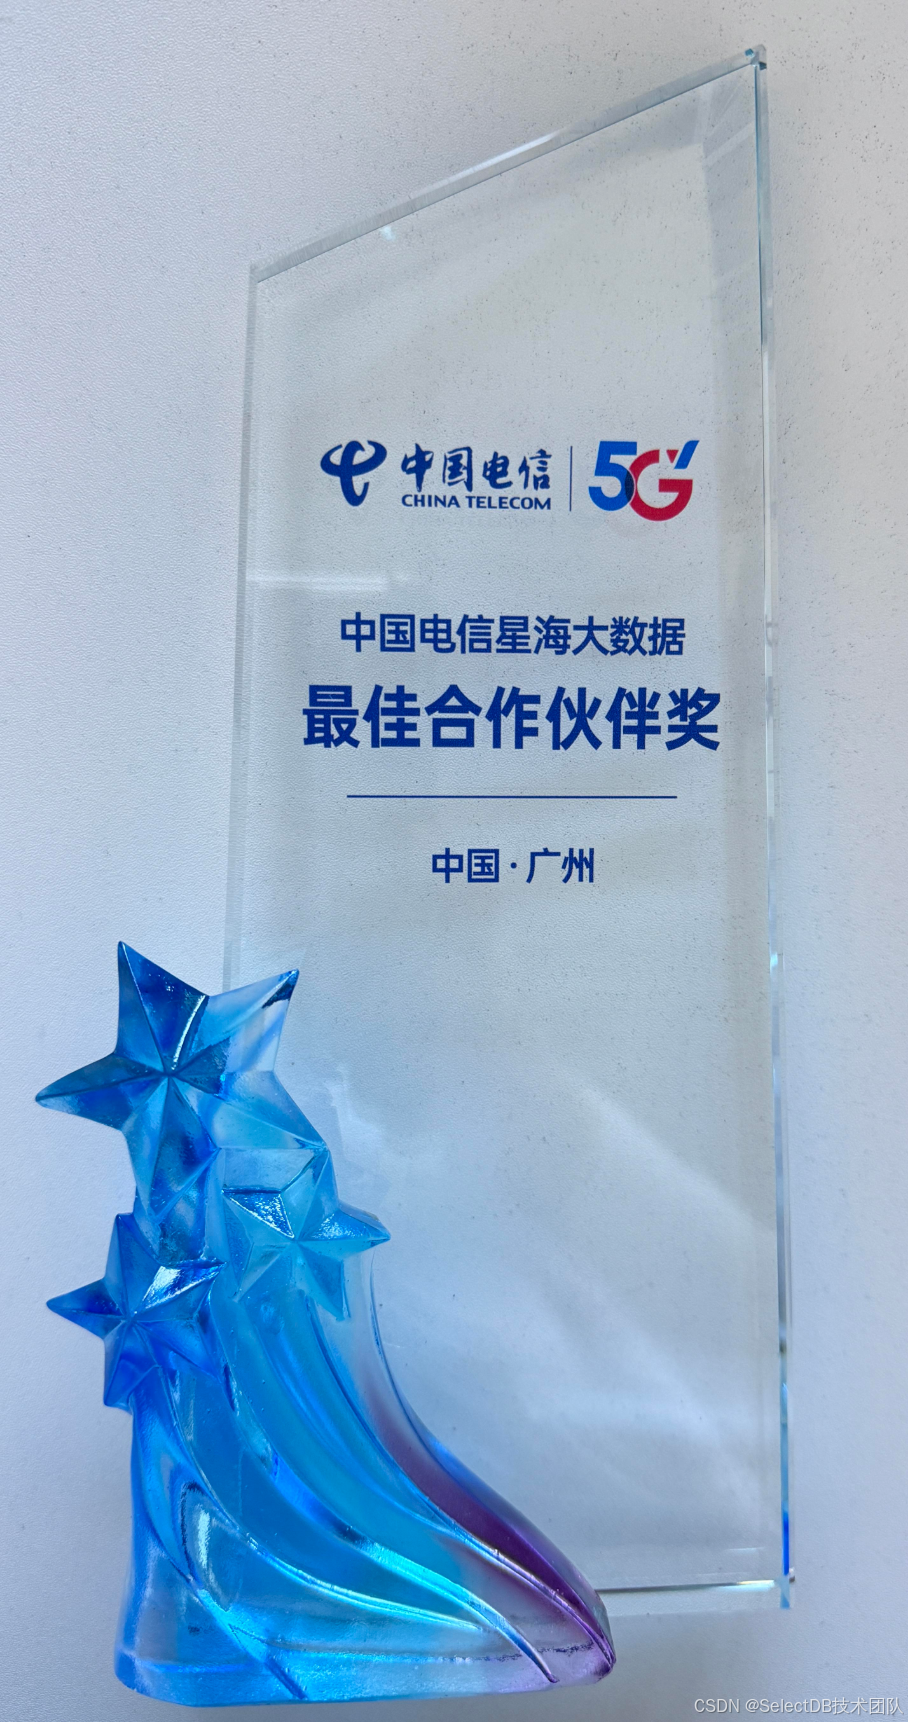 中国电信 5G
CHINA TELECOM
中国电信星海大数据
最佳合作伙伴奖
中国·广州
CSDN @SelectDB技术团队